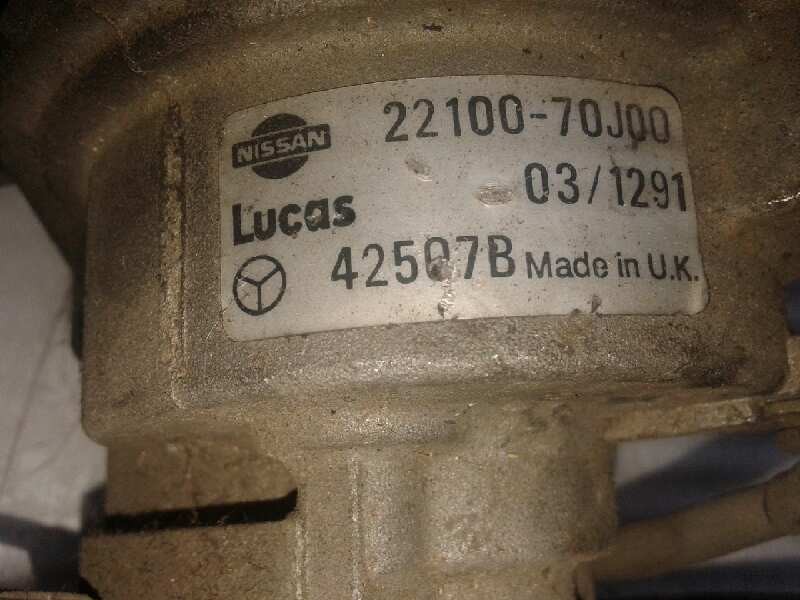 NISSAN 22100-70J00
Lucas 03/1291
42507B Made in U.K.